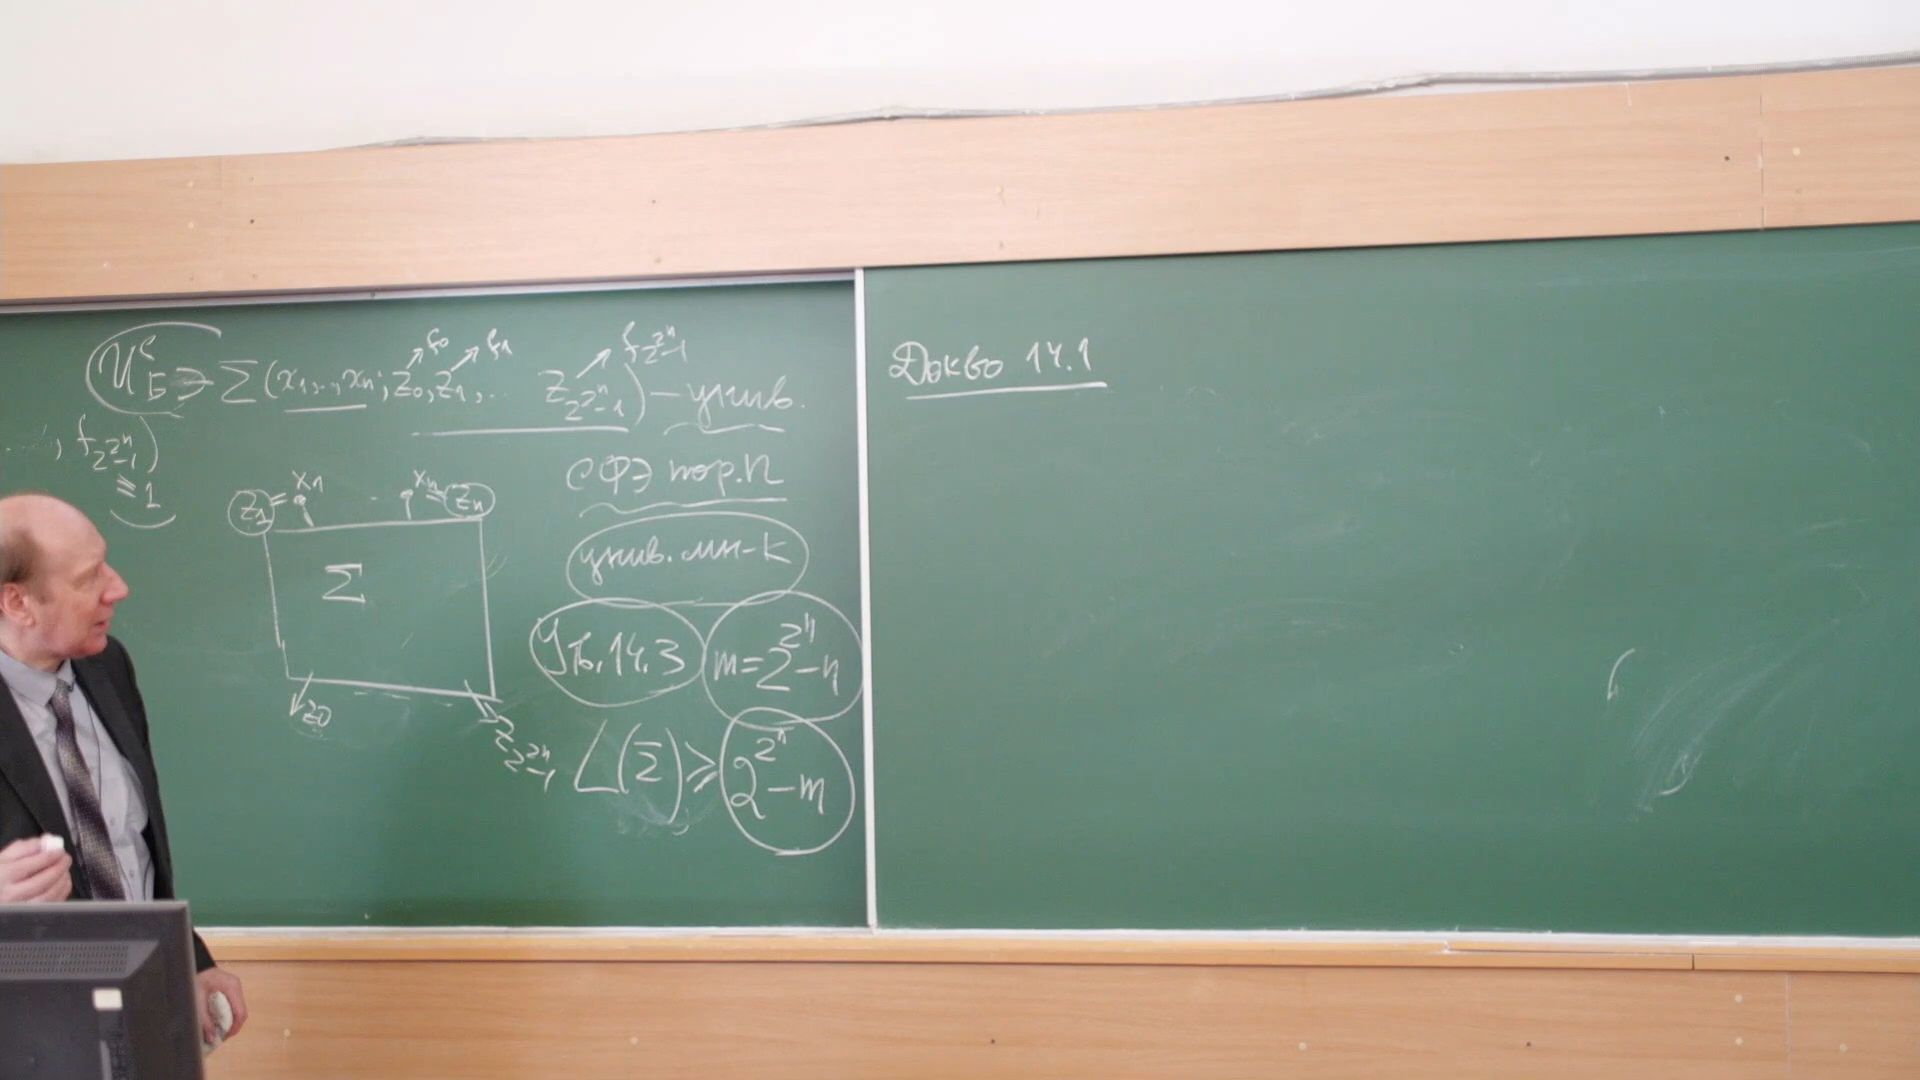 U^C_Б ∋ Σ(x_1,..,x_n; z_0, z_1, ... z_{2^{2^n}-1}) – унив.
f_0 f_1 f_{2^{2^n}-1}
..., f_{2^{2^n}-1})
⩾ 1
СФЭ пор. n
z_1 = x_1 ... x_n = z_n
Σ
z_0
z_{2^{2^n}-1}
унив. мн-к
Утв. 14.3 m = 2^{2^n} - n
L(Σ) ⩾ 2^{2^n} - m
Док-во 14.1